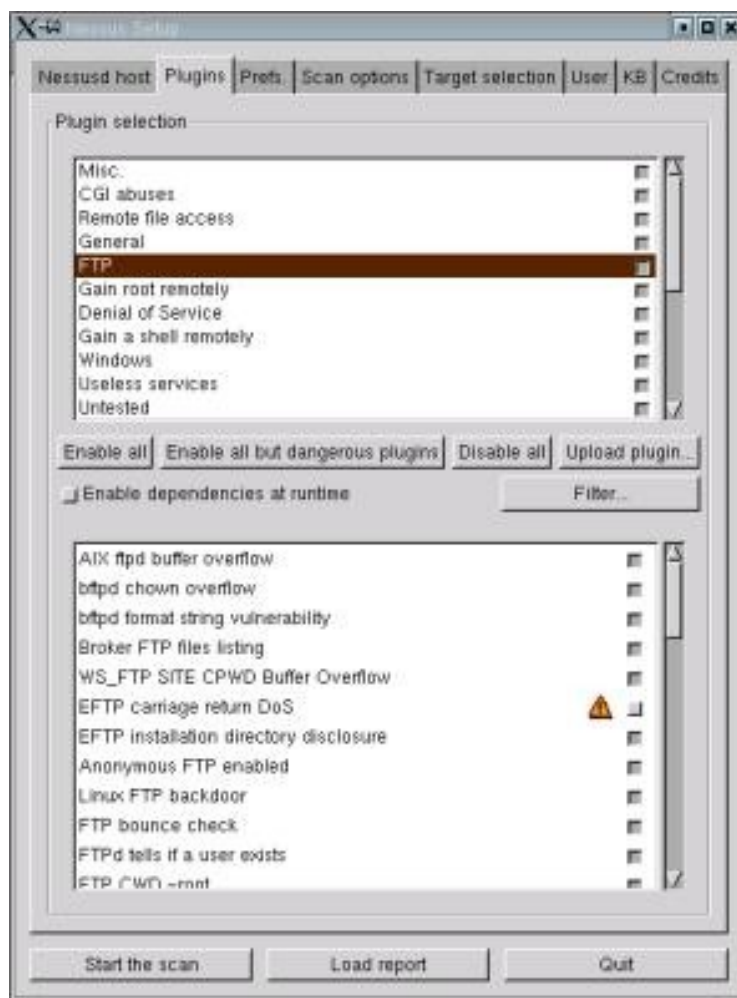 Nessus Setup
Nessusd host Plugins Prefs. Scan options Target selection User KB Credits
Plugin selection
Misc.
CGI abuses
Remote file access
General
FTP
Gain root remotely
Denial of Service
Gain a shell remotely
Windows
Useless services
Untested
Enable all Enable all but dangerous plugins Disable all Upload plugin...
Enable dependencies at runtime Filter...
AIX ftpd buffer overflow
bftpd chown overflow
bftpd format string vulnerability
Broker FTP files listing
WS_FTP SITE CPWD Buffer Overflow
EFTP carriage return DoS
EFTP installation directory disclosure
Anonymous FTP enabled
Linux FTP backdoor
FTP bounce check
FTPd tells if a user exists
FTP CWD ~root
Start the scan Load report Quit